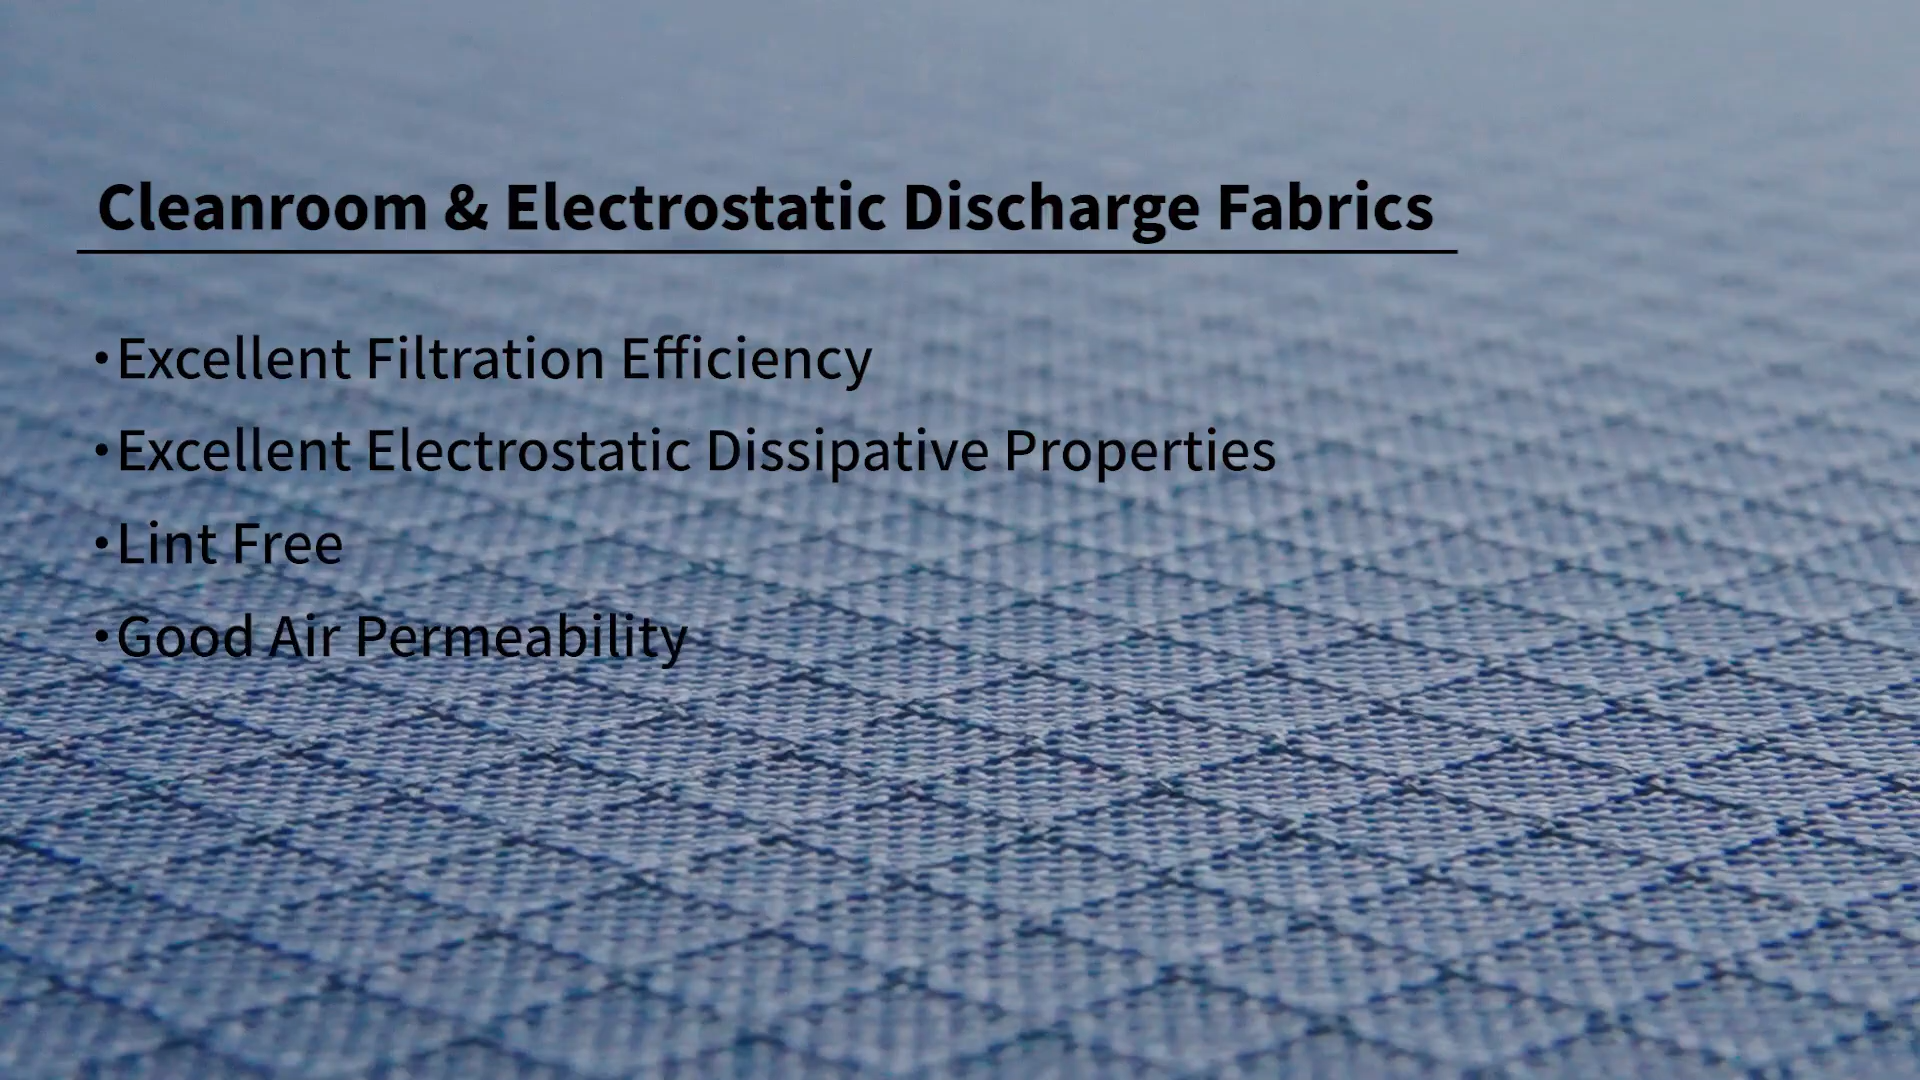 Cleanroom & Electrostatic Discharge Fabrics
•Excellent Filtration Efficiency
•Excellent Electrostatic Dissipative Properties
•Lint Free
•Good Air Permeability